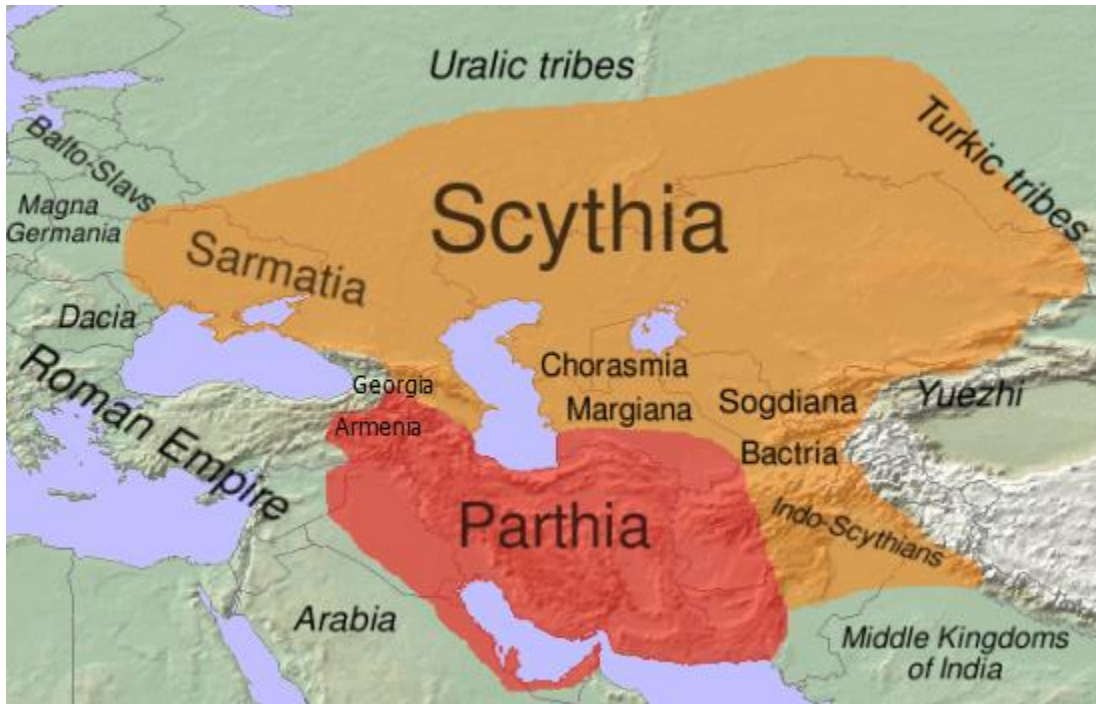 Uralic tribes
Turkic tribes
Balto-Slavs
Magna
Germania
Scythia
Sarmatia
Dacia
Roman Empire
Georgia
Armenia
Chorasmia
Margiana
Sogdiana
Bactria
Yuezhi
Parthia
Indo-Scythians
Arabia
Middle Kingdoms
of India